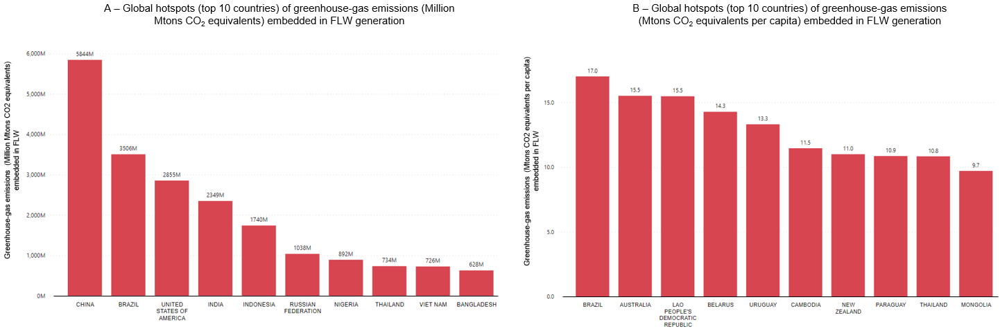 A – Global hotspots (top 10 countries) of greenhouse-gas emissions (Million
Mtons CO₂ equivalents) embedded in FLW generation
Greenhouse-gas emissions (Million Mtons CO2 equivalents)
embedded in FLW
6,000M
5,000M
4,000M
3,000M
2,000M
1,000M
0M
5844M
3506M
2855M
2349M
1740M
1038M
892M
734M
726M
628M
CHINA
BRAZIL
UNITED
STATES OF
AMERICA
INDIA
INDONESIA
RUSSIAN
FEDERATION
NIGERIA
THAILAND
VIET NAM
BANGLADESH
B – Global hotspots (top 10 countries) of greenhouse-gas emissions
(Mtons CO₂ equivalents per capita) embedded in FLW generation
Greenhouse-gas emissions (Mtons CO2 equivalents per capita)
embedded in FLW
15.0
10.0
5.0
0.0
17.0
15.5
15.5
14.3
13.3
11.5
11.0
10.9
10.8
9.7
BRAZIL
AUSTRALIA
LAO
PEOPLE'S
DEMOCRATIC
REPUBLIC
BELARUS
URUGUAY
CAMBODIA
NEW
ZEALAND
PARAGUAY
THAILAND
MONGOLIA